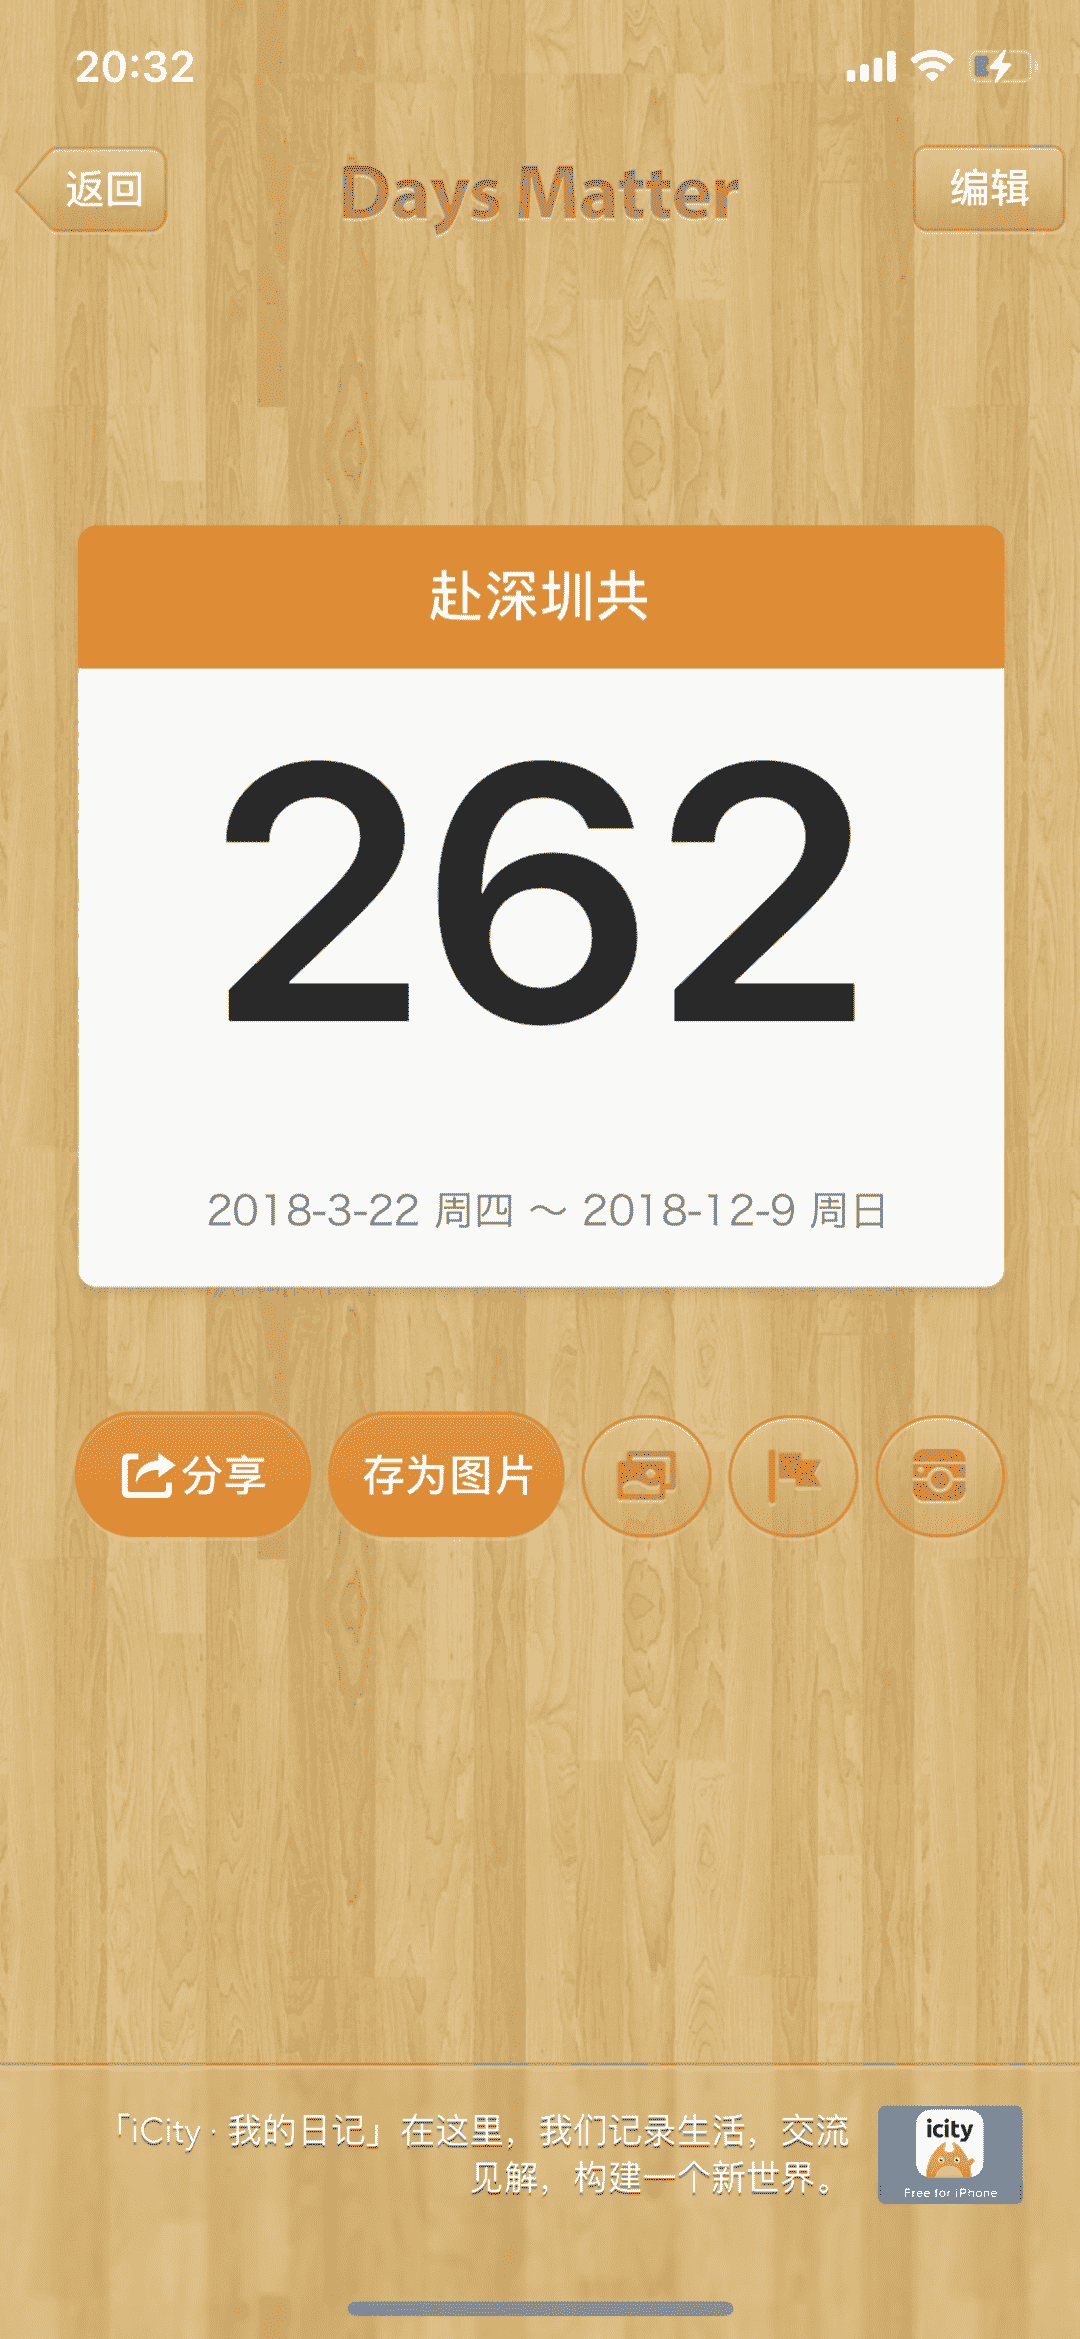 20:32
返回
Days Matter
编辑
赴深圳共
262
2018-3-22 周四 ～ 2018-12-9 周日
分享
存为图片
「iCity · 我的日记」在这里，我们记录生活，交流
见解，构建一个新世界。
icity
Free for iPhone